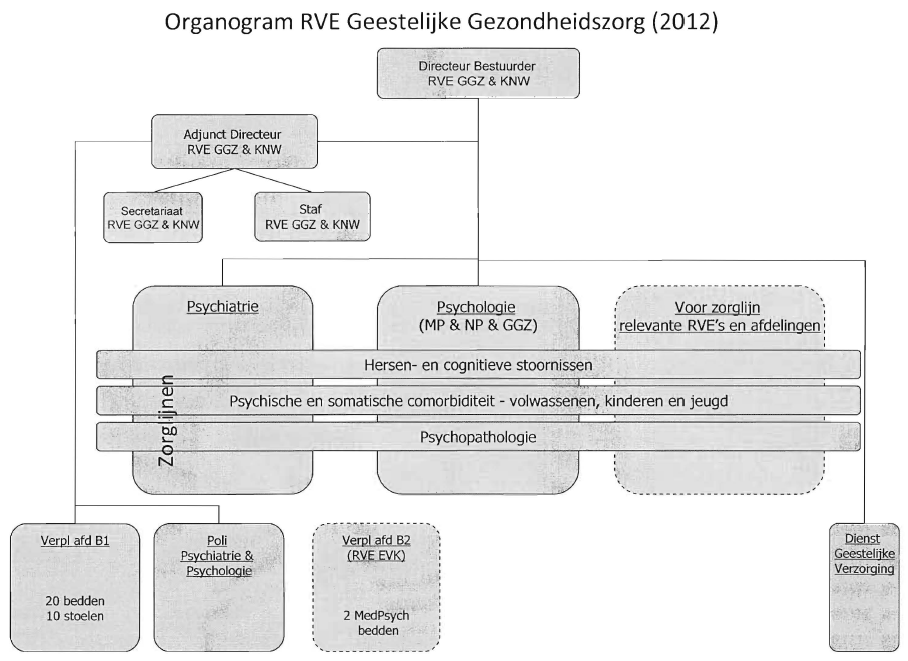 Organogram RVE Geestelijke Gezondheidszorg (2012)
Directeur Bestuurder
RVE GGZ & KNW
Adjunct Directeur
RVE GGZ & KNW
Secretariaat
RVE GGZ & KNW
Staf
RVE GGZ & KNW
Psychiatrie
Psychologie
(MP & NP & GGZ)
Voor zorglijn
relevante RVE's en afdelingen
Zorglijnen
Hersen- en cognitieve stoornissen
Psychische en somatische comorbiditeit - volwassenen, kinderen en jeugd
Psychopathologie
Verpl afd B1
20 bedden
10 stoelen
Poli
Psychiatrie &
Psychologie
Verpl afd B2
(RVE EVK)
2 MedPsych
bedden
Dienst
Geestelijke
Verzorging